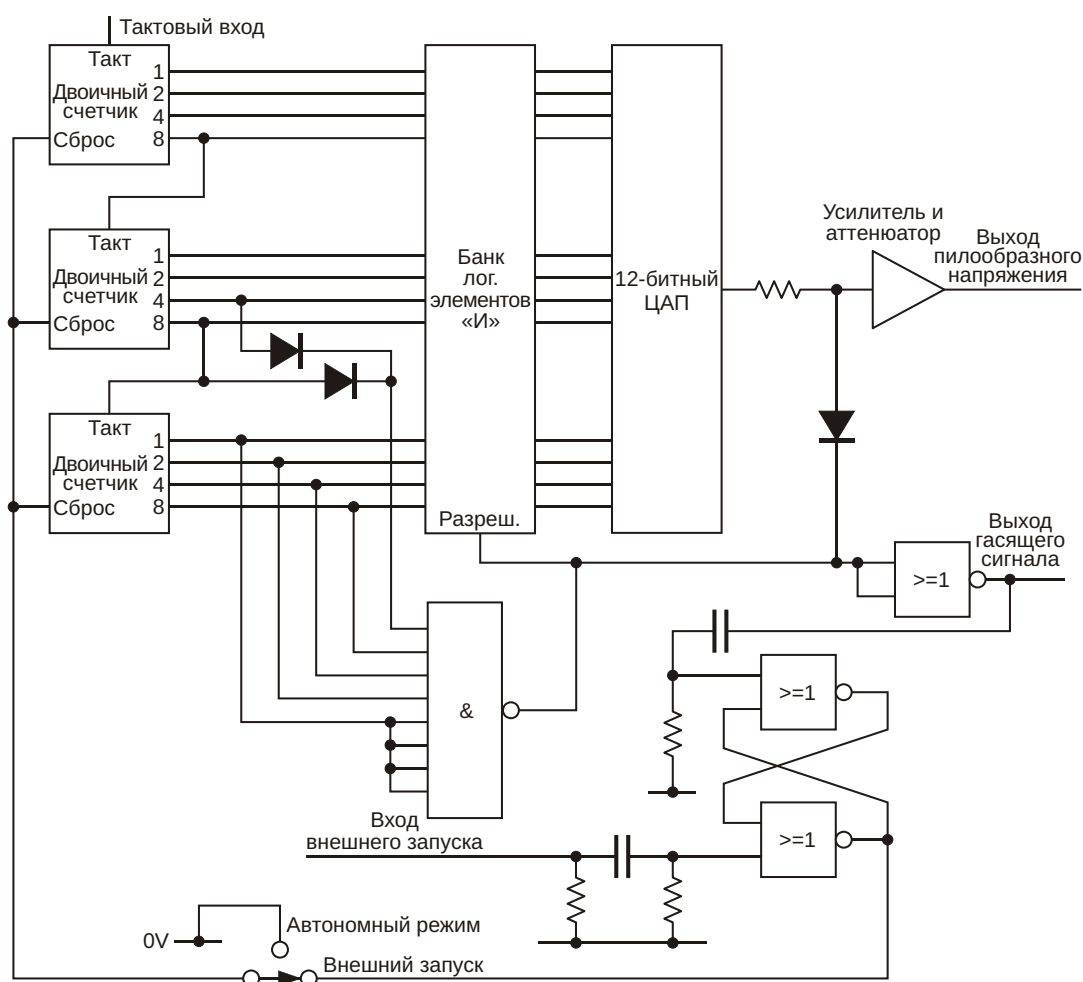 Тактовый вход
Такт
1
Двоичный 2
счетчик 4
Сброс 8
Такт
1
Двоичный 2
счетчик 4
Сброс 8
Такт
1
Двоичный 2
счетчик 4
Сброс 8
Банк
лог.
элементов
«И»
Разреш.
12-битный
ЦАП
Усилитель и
аттенюатор
Выход
пилообразного
напряжения
Выход
гасящего
сигнала
>=1
>=1
>=1
&
Вход
внешнего запуска
0V
Автономный режим
Внешний запуск